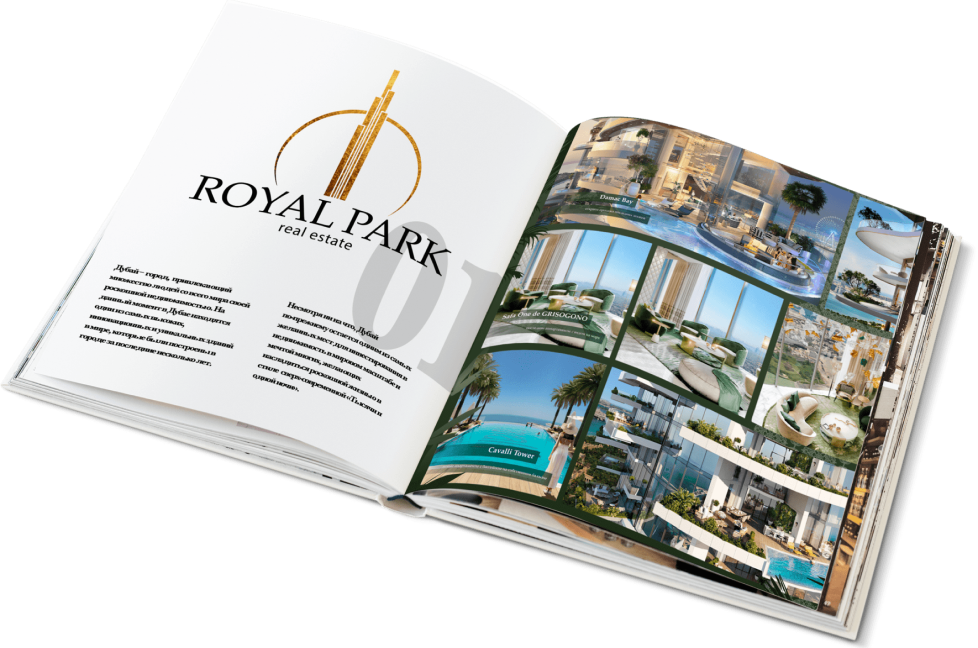 ROYAL PARK
real estate
01
Дубай – город, привлекающий
множество людей со всего мира своей
роскошной недвижимостью. На
данный момент в Дубае находятся
одни из самых высоких,
инновационных и уникальных зданий
в мире, которые были построены в
городе за последние несколько лет.
Несмотря ни на что, Дубай
по-прежнему остается одним из самых
желанных мест, для инвестирования в
недвижимость, в мировом масштабе и
мечтой многих, желающих
насладиться роскошной жизнью в
стиле сверхсовременной «Тысячи и
одной ночи».
Damac Bay
Safa One de GRISOGONO
Cavalli Tower